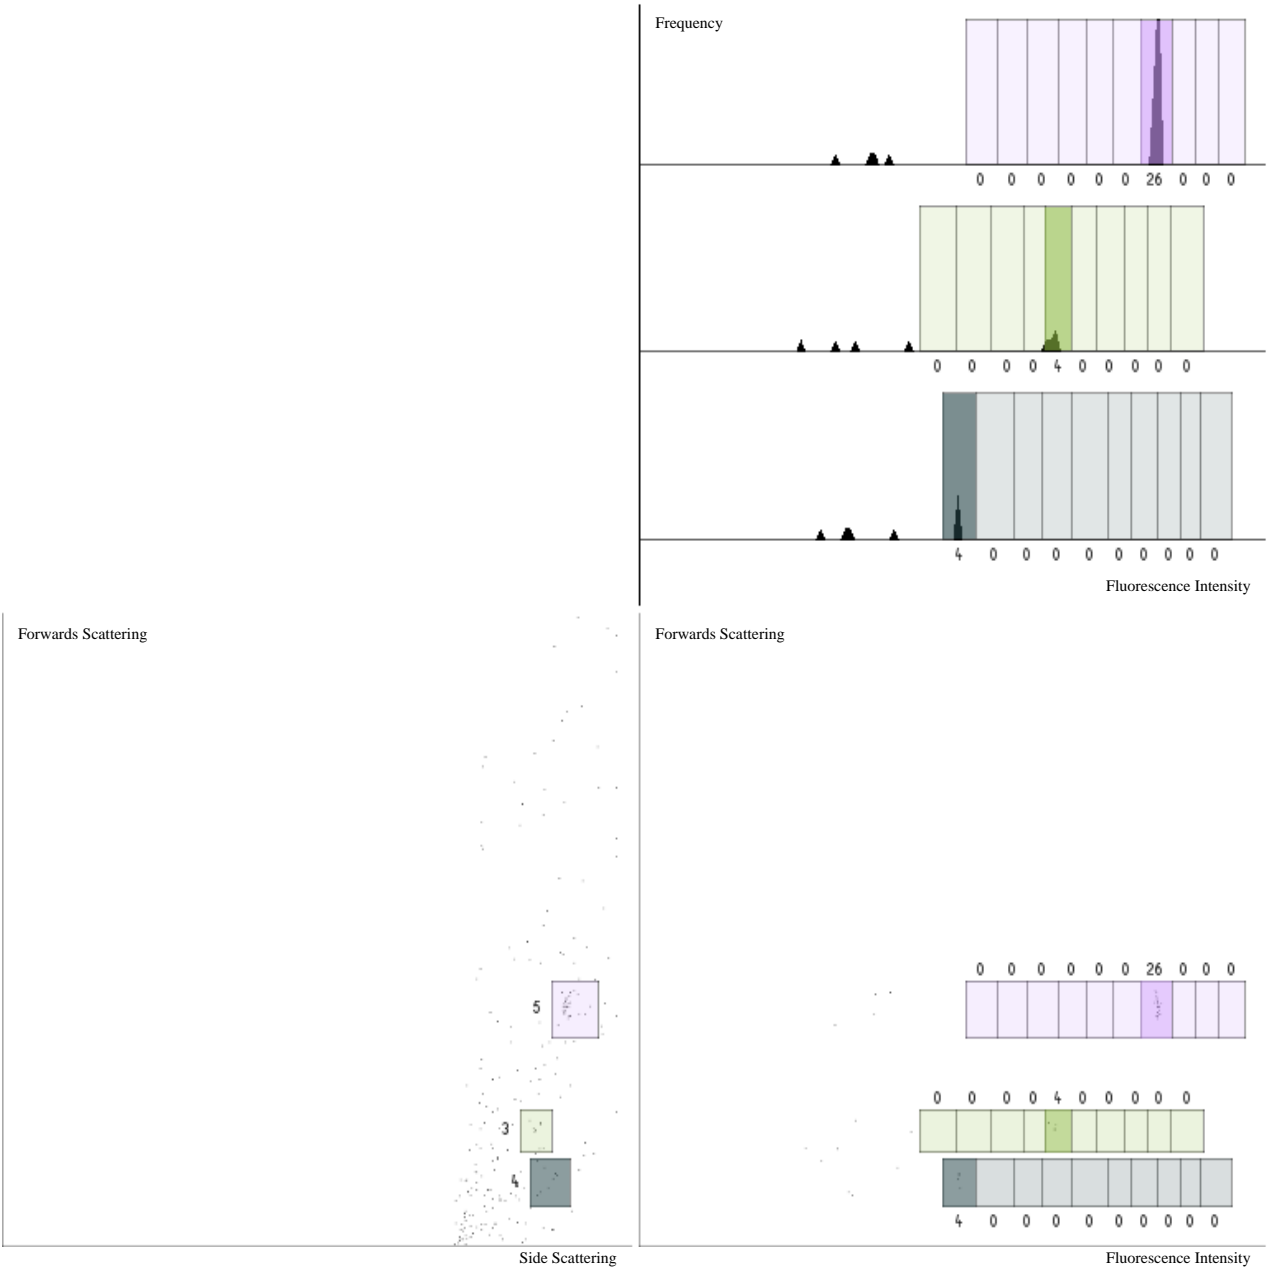 Frequency
0 0 0 0 0 0 26 0 0 0
0 0 0 0 4 0 0 0 0 0
4 0 0 0 0 0 0 0 0 0
Fluorescence Intensity
Forwards Scattering
5
3
4
Side Scattering
Forwards Scattering
0 0 0 0 0 0 26 0 0 0
0 0 0 0 4 0 0 0 0 0
4 0 0 0 0 0 0 0 0 0
Fluorescence Intensity